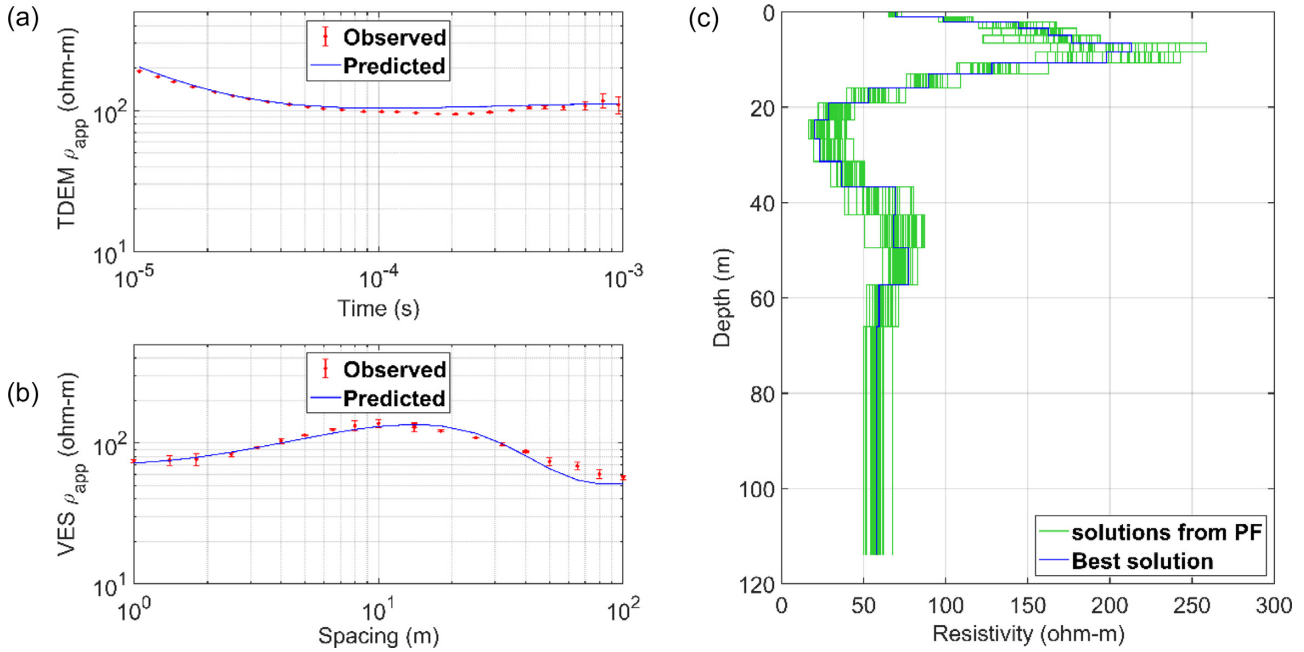 (a)
TDEM ρapp (ohm-m)
10^2
10^1
Observed
Predicted
10^-5
10^-4
10^-3
Time (s)
(b)
VES ρapp (ohm-m)
10^2
10^1
Observed
Predicted
10^0
10^1
10^2
Spacing (m)
(c)
Depth (m)
0
20
40
60
80
100
120
solutions from PF
Best solution
0
50
100
150
200
250
300
Resistivity (ohm-m)